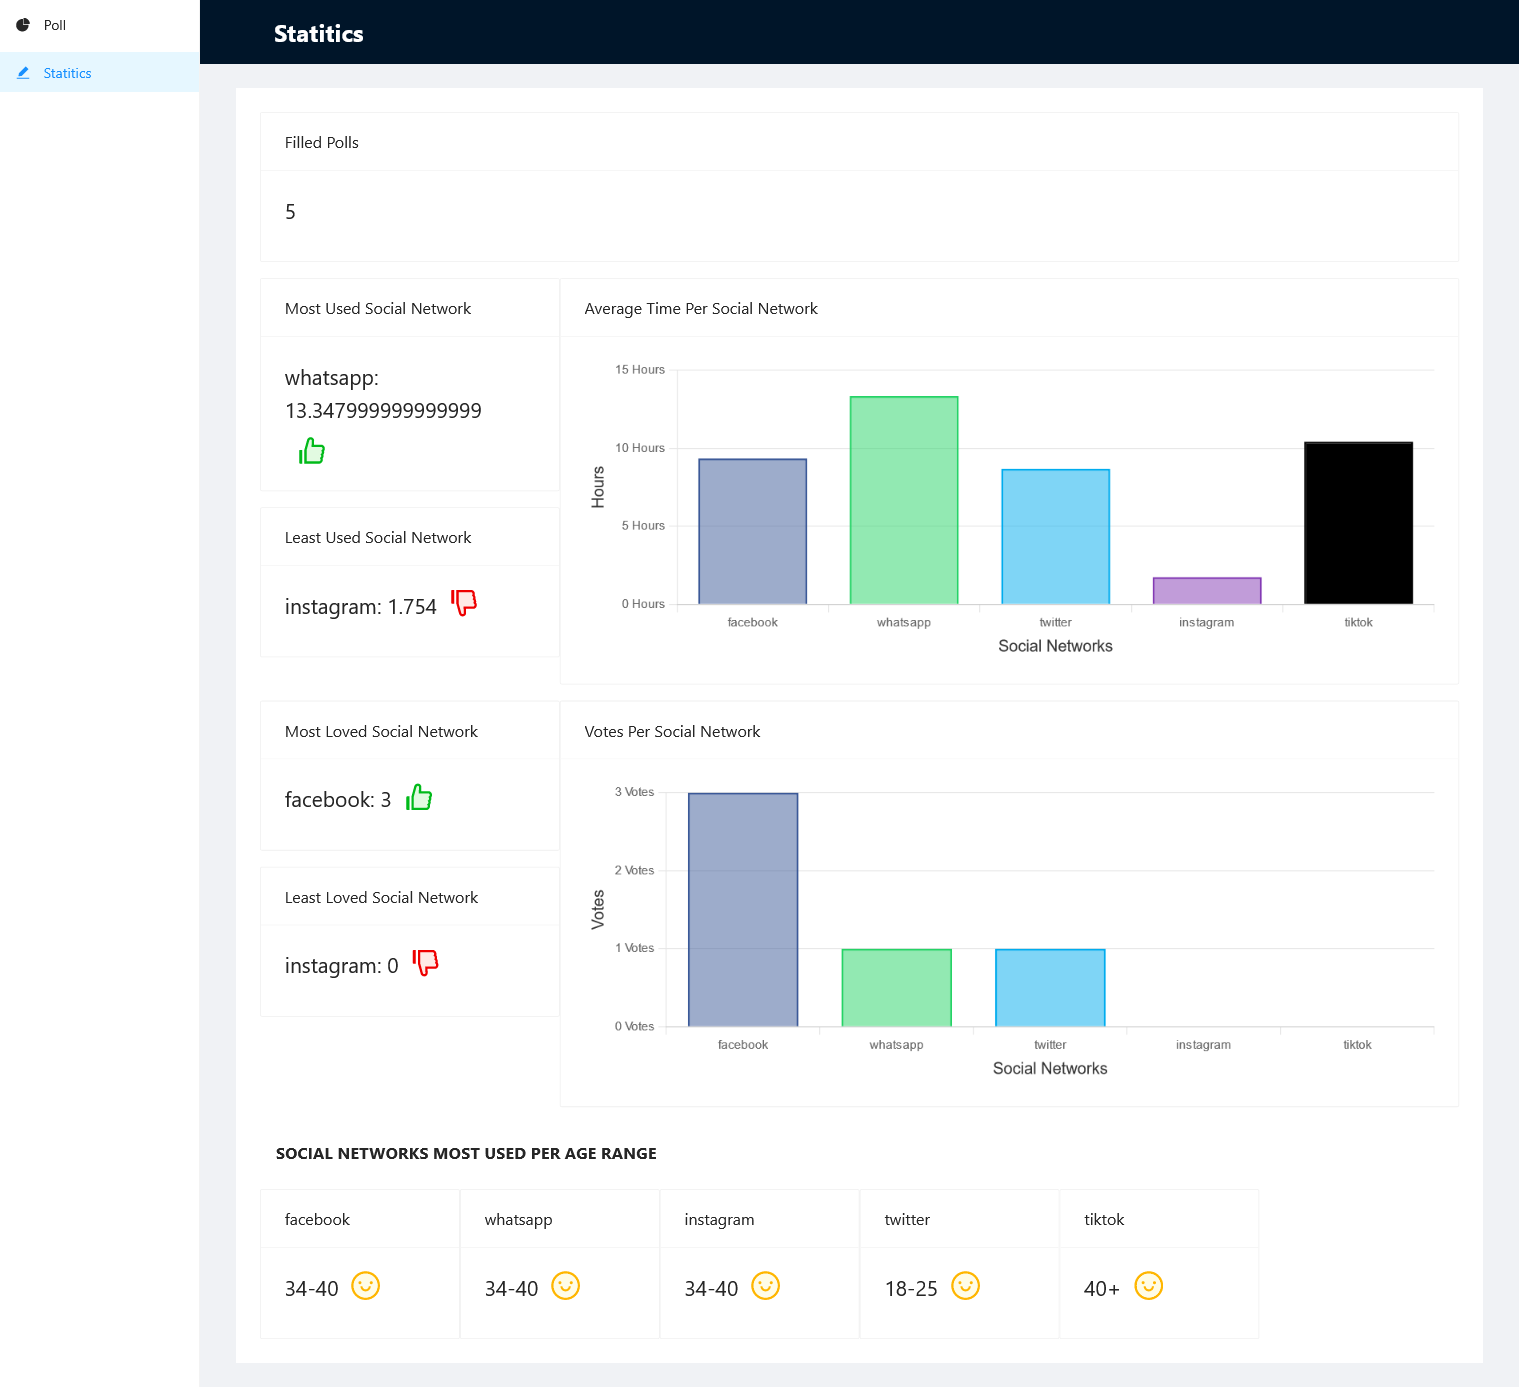 Poll
Statitics
Statitics
Filled Polls
5
Most Used Social Network
whatsapp:
13.347999999999999
Least Used Social Network
instagram: 1.754
Average Time Per Social Network
15 Hours
10 Hours
5 Hours
0 Hours
Hours
facebook whatsapp twitter instagram tiktok
Social Networks
Most Loved Social Network
facebook: 3
Least Loved Social Network
instagram: 0
Votes Per Social Network
3 Votes
2 Votes
1 Votes
0 Votes
Votes
facebook whatsapp twitter instagram tiktok
Social Networks
SOCIAL NETWORKS MOST USED PER AGE RANGE
facebook whatsapp instagram twitter tiktok
34-40 34-40 34-40 18-25 40+